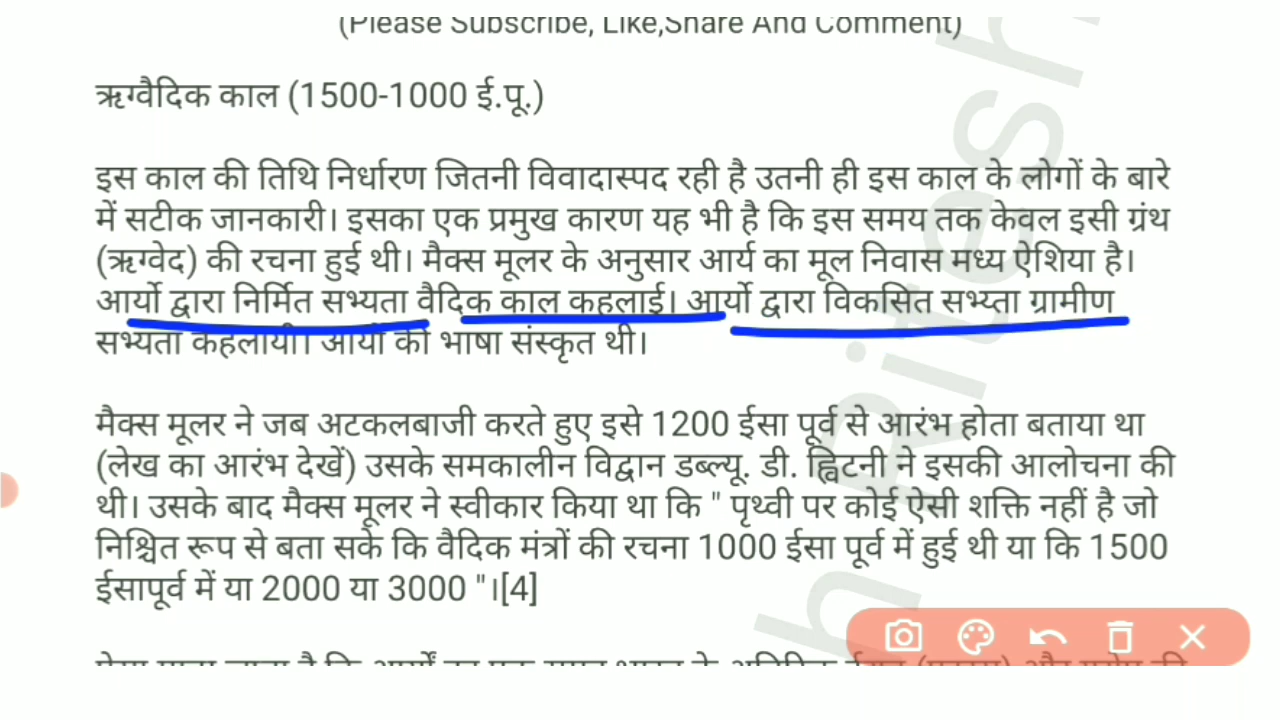 (Please Subscribe, Like,Share And Comment)
ऋग्वैदिक काल (1500-1000 ई.पू.)
इस काल की तिथि निर्धारण जितनी विवादास्पद रही है उतनी ही इस काल के लोगों के बारे
में सटीक जानकारी। इसका एक प्रमुख कारण यह भी है कि इस समय तक केवल इसी ग्रंथ
(ऋग्वेद) की रचना हुई थी। मैक्स मूलर के अनुसार आर्य का मूल निवास मध्य ऐशिया है।
आर्यो द्वारा निर्मित सभ्यता वैदिक काल कहलाई। आर्यो द्वारा विकसित सभ्य्ता ग्रामीण
सभ्यता कहलायी। आर्यों की भाषा संस्कृत थी।
मैक्स मूलर ने जब अटकलबाजी करते हुए इसे 1200 ईसा पूर्व से आरंभ होता बताया था
(लेख का आरंभ देखें) उसके समकालीन विद्वान डब्ल्यू. डी. ह्विटनी ने इसकी आलोचना की
थी। उसके बाद मैक्स मूलर ने स्वीकार किया था कि " पृथ्वी पर कोई ऐसी शक्ति नहीं है जो
निश्चित रूप से बता सके कि वैदिक मंत्रों की रचना 1000 ईसा पूर्व में हुई थी या कि 1500
ईसापूर्व में या 2000 या 3000 "।[4]
h Ritesh